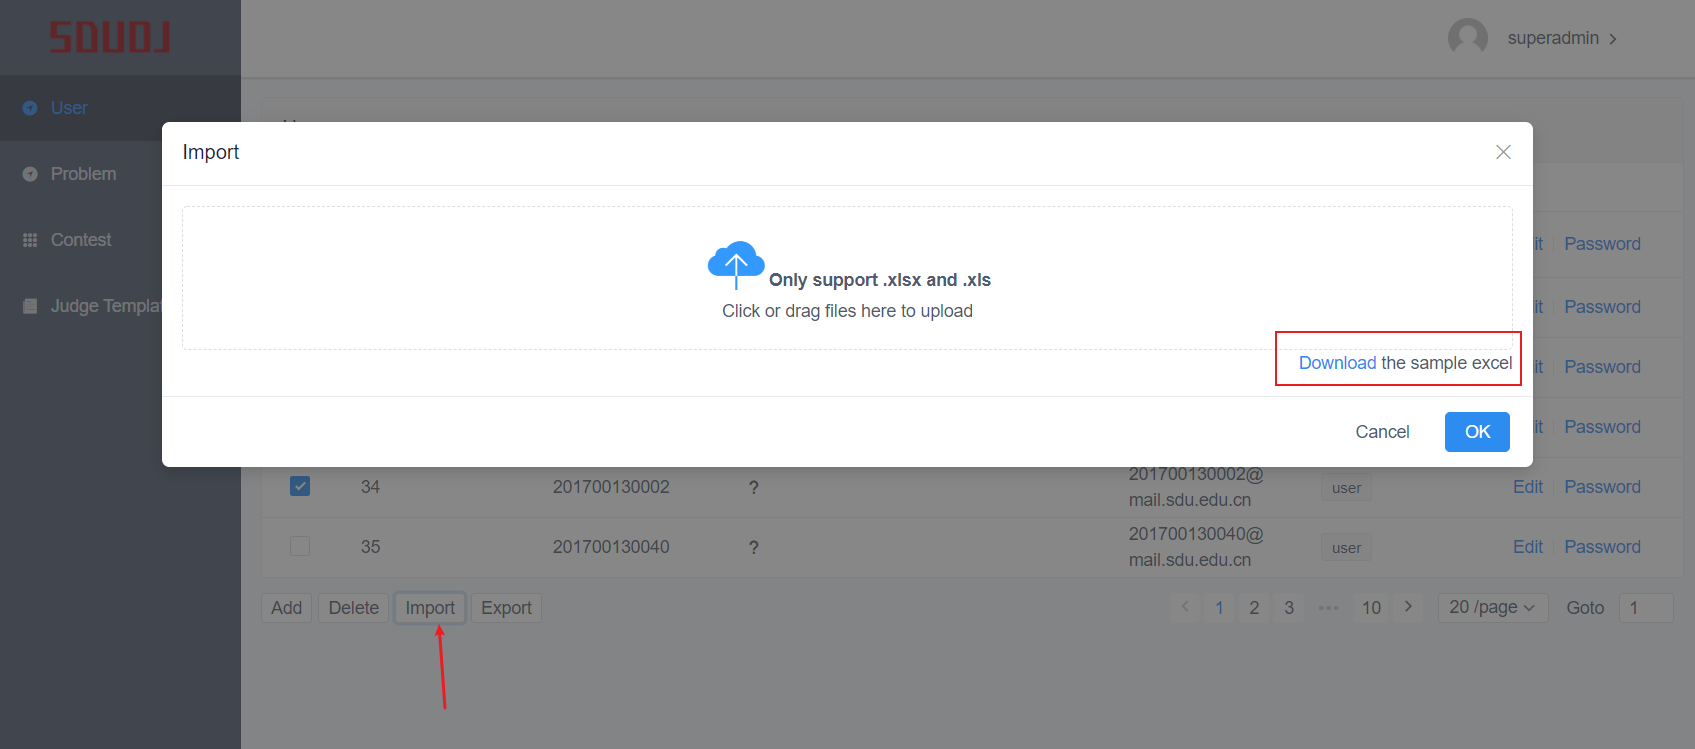 SDUOJ
superadmin
User
Import
Problem
Only support .xlsx and .xls
Click or drag files here to upload
Contest
it Password
Judge Templat
it Password
Download the sample excel
it Password
Cancel
OK
it Password
34 201700130002 ? 201700130002@
mail.sdu.edu.cn user Edit Password
35 201700130040 ? 201700130040@
mail.sdu.edu.cn user Edit Password
Add Delete Import Export 1 2 3 ••• 10 20 /page Goto 1